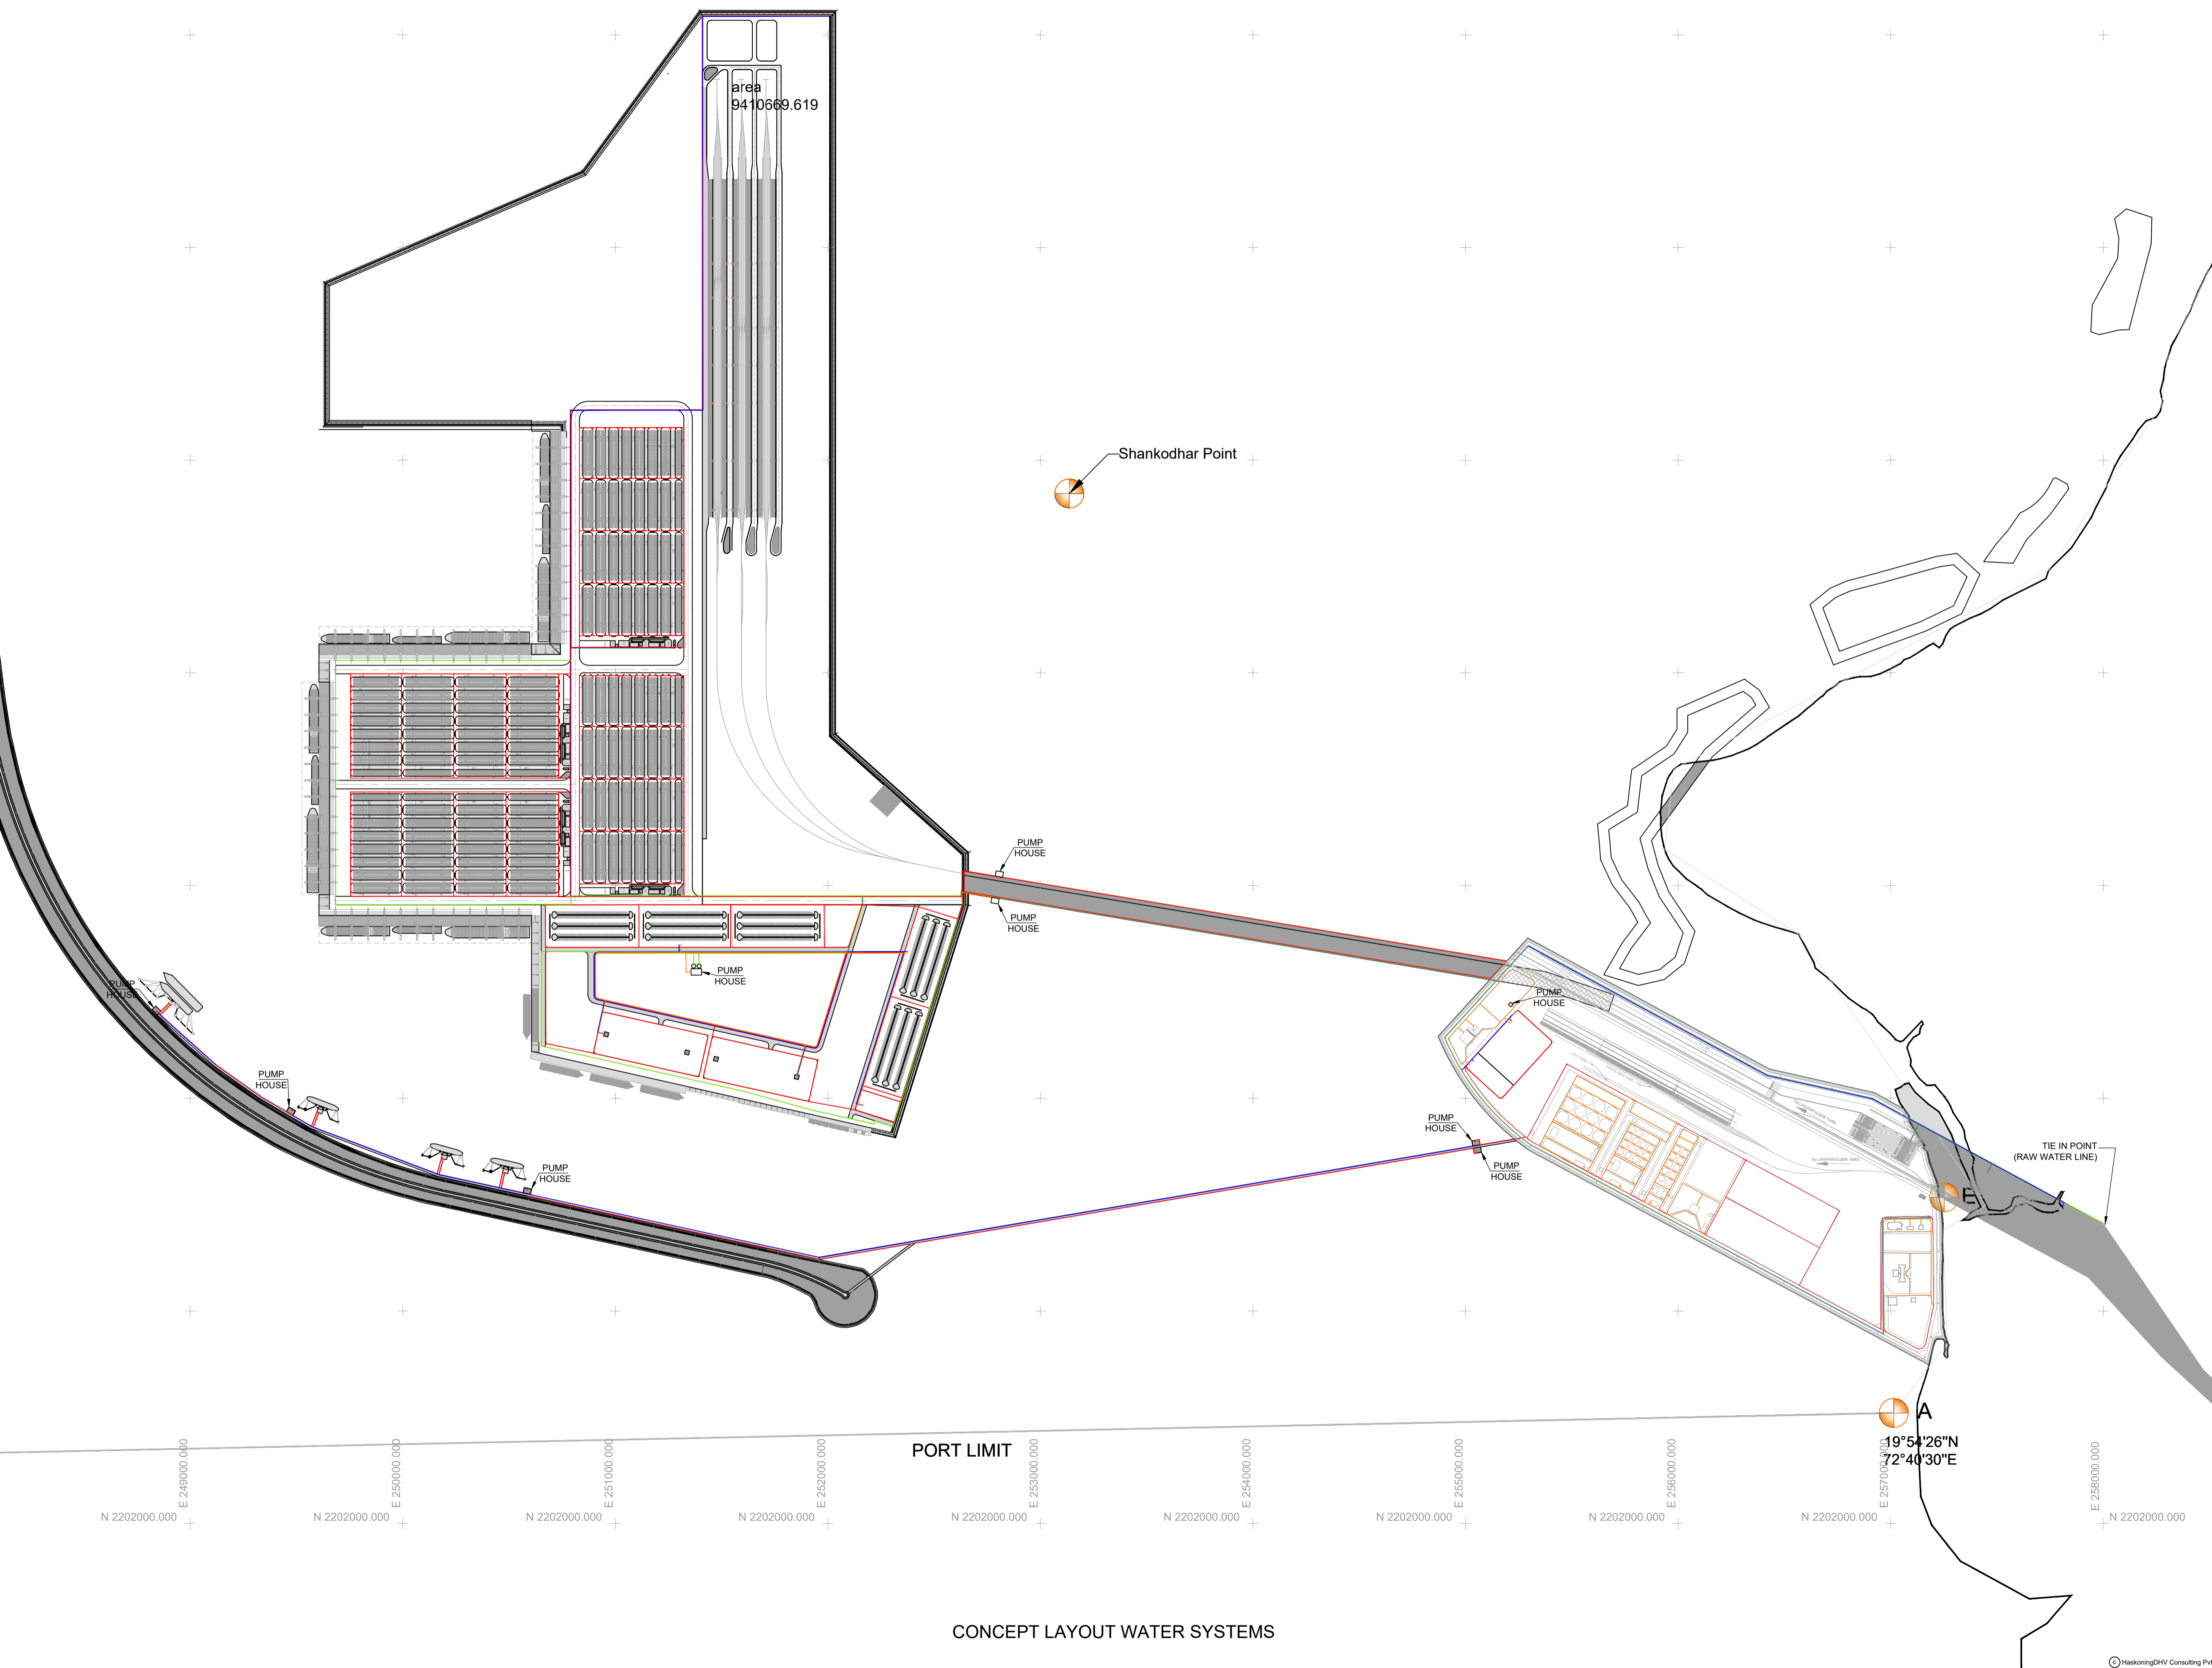 area
9410669.619
Shankodhar Point
PUMP
HOUSE
PUMP
HOUSE
PUMP
HOUSE
PUMP
HOUSE
PUMP
HOUSE
PUMP
HOUSE
PUMP
HOUSE
PUMP
HOUSE
PUMP
HOUSE
TIE IN POINT
(RAW WATER LINE)
B
A
19°54'26"N
72°40'30"E
PORT LIMIT
E 249000.000
E 250000.000
E 251000.000
E 252000.000
E 253000.000
E 254000.000
E 255000.000
E 256000.000
E 257000.000
E 258000.000
N 2202000.000
N 2202000.000
N 2202000.000
N 2202000.000
N 2202000.000
N 2202000.000
N 2202000.000
N 2202000.000
N 2202000.000
N 2202000.000
CONCEPT LAYOUT WATER SYSTEMS
© HaskoningDHV Consulting Pvt